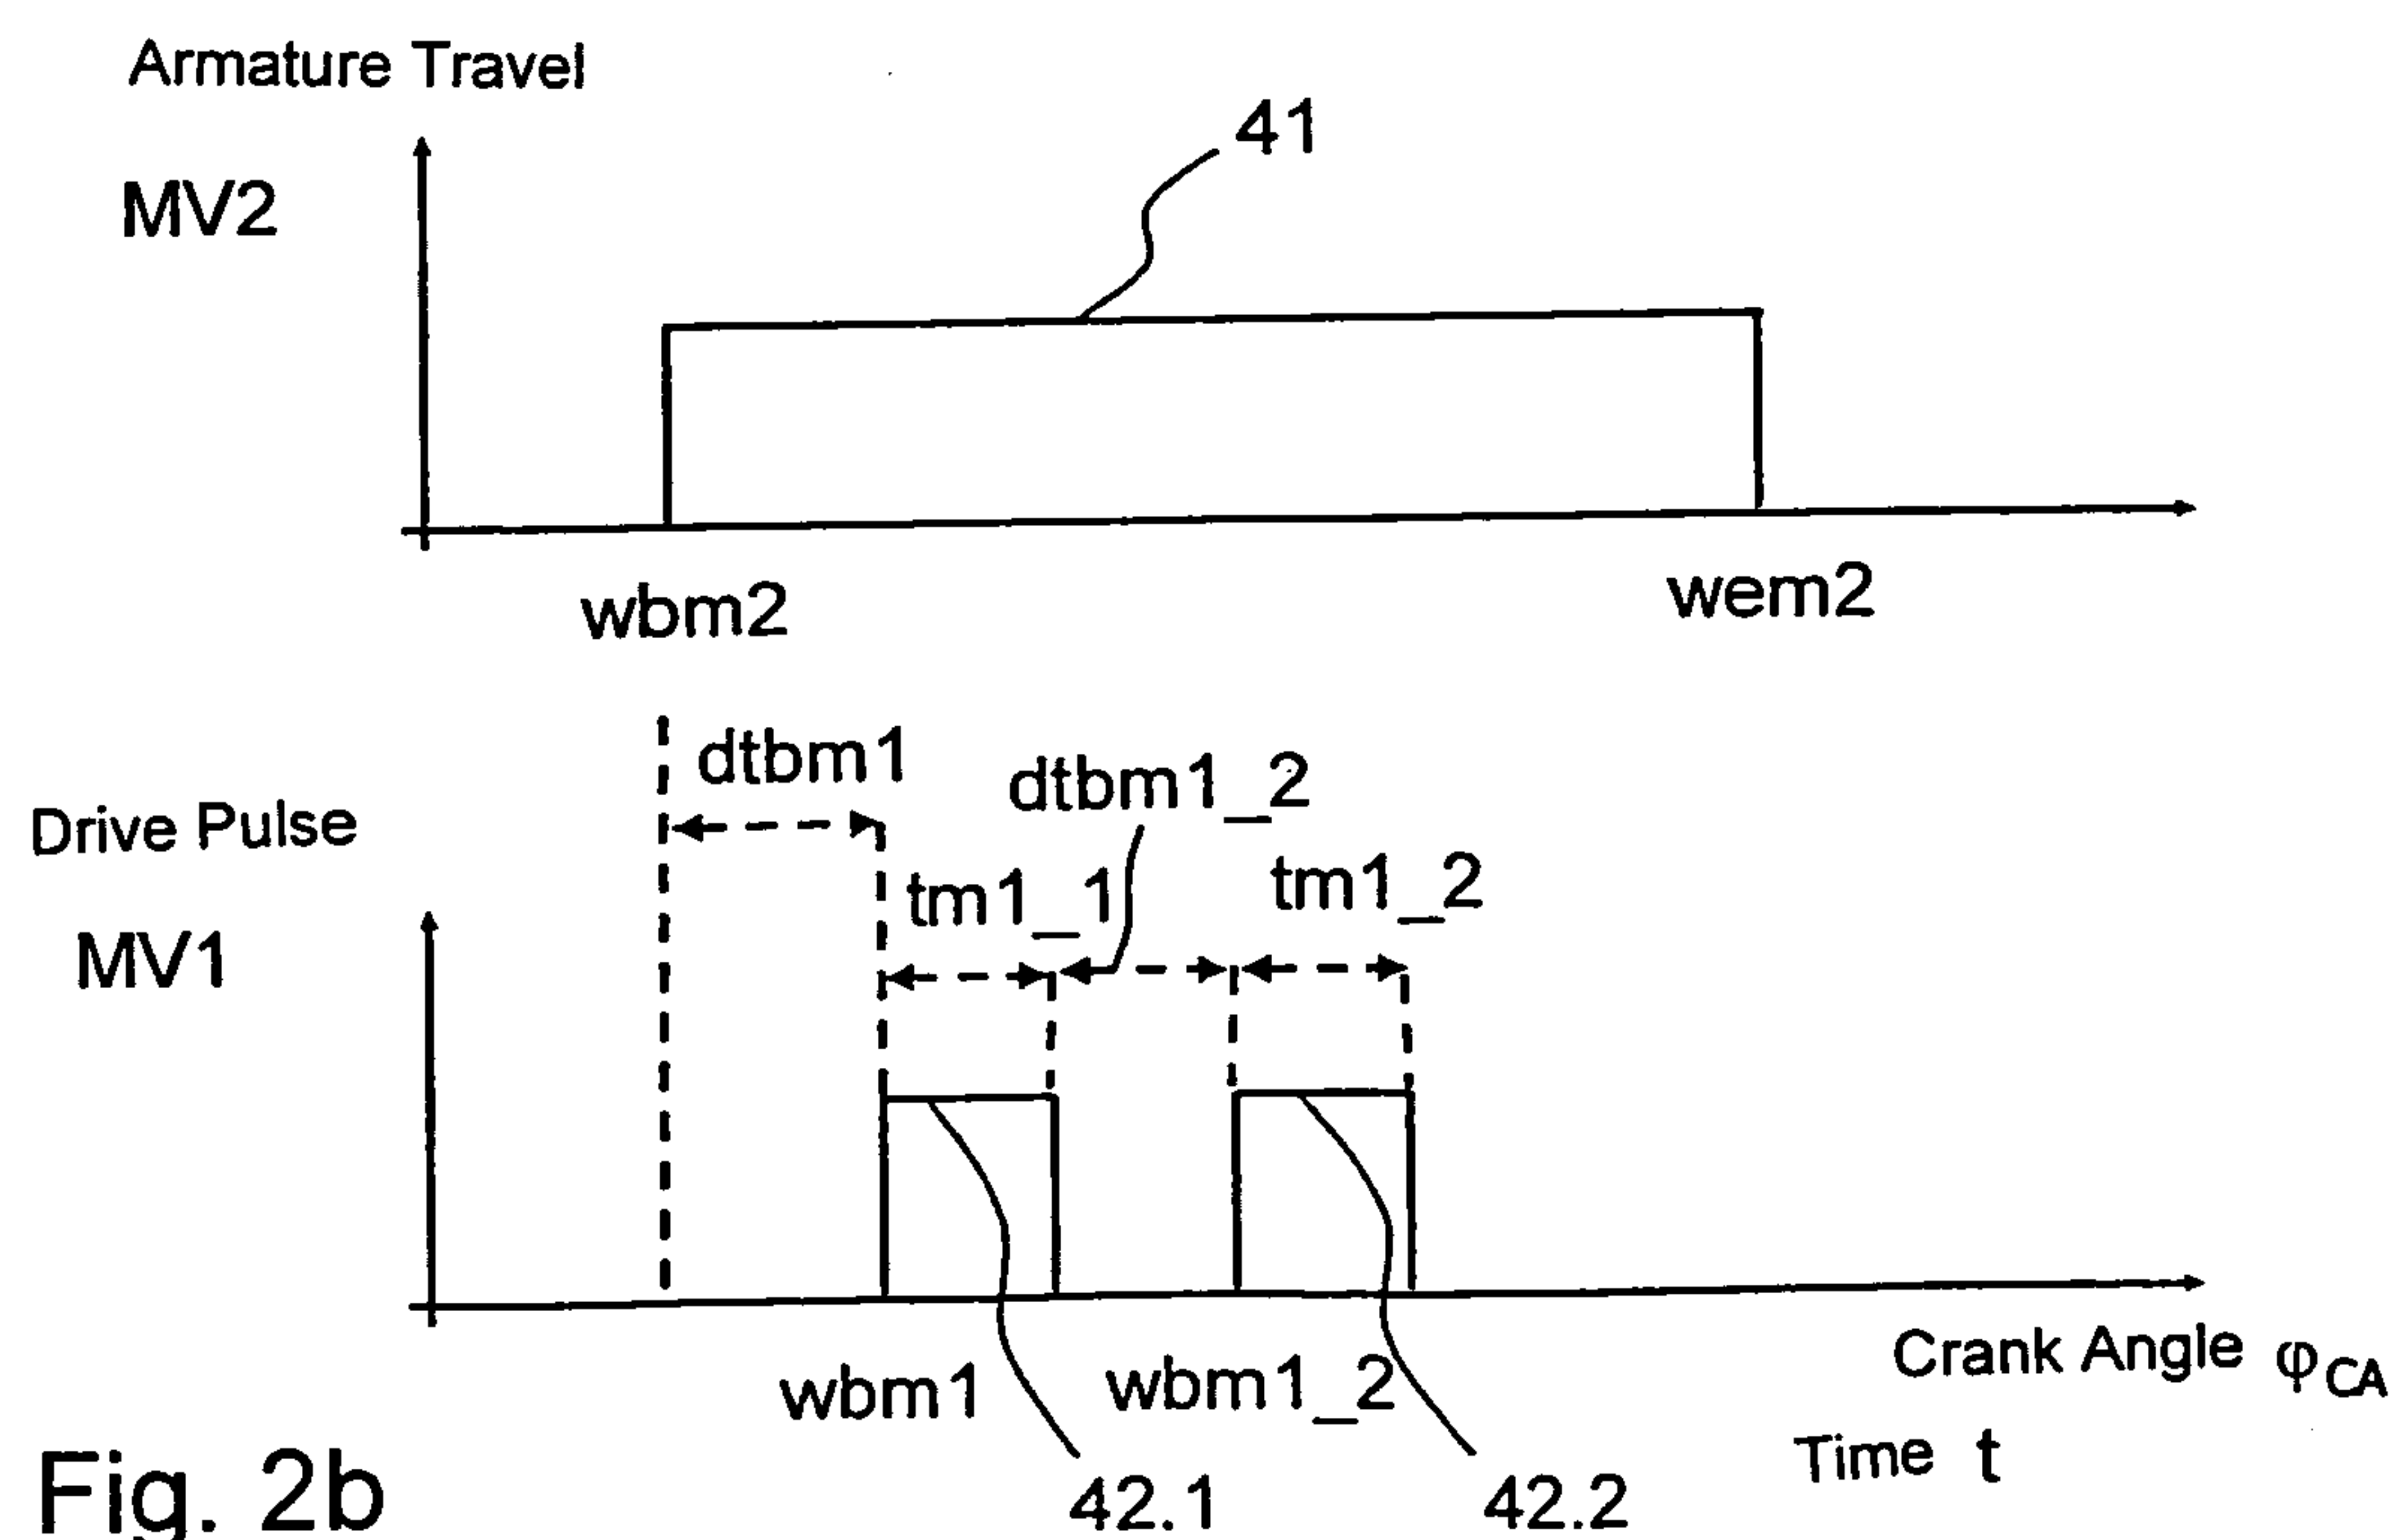 Armature Travel
41
MV2
wbm2
wem2
dtbm1
dtbm1_2
Drive Pulse
tm1_1
tm1_2
MV1
Crank Angle φCA
wbm1
wbm1_2
Time t
42.1
42.2
Fig. 2b